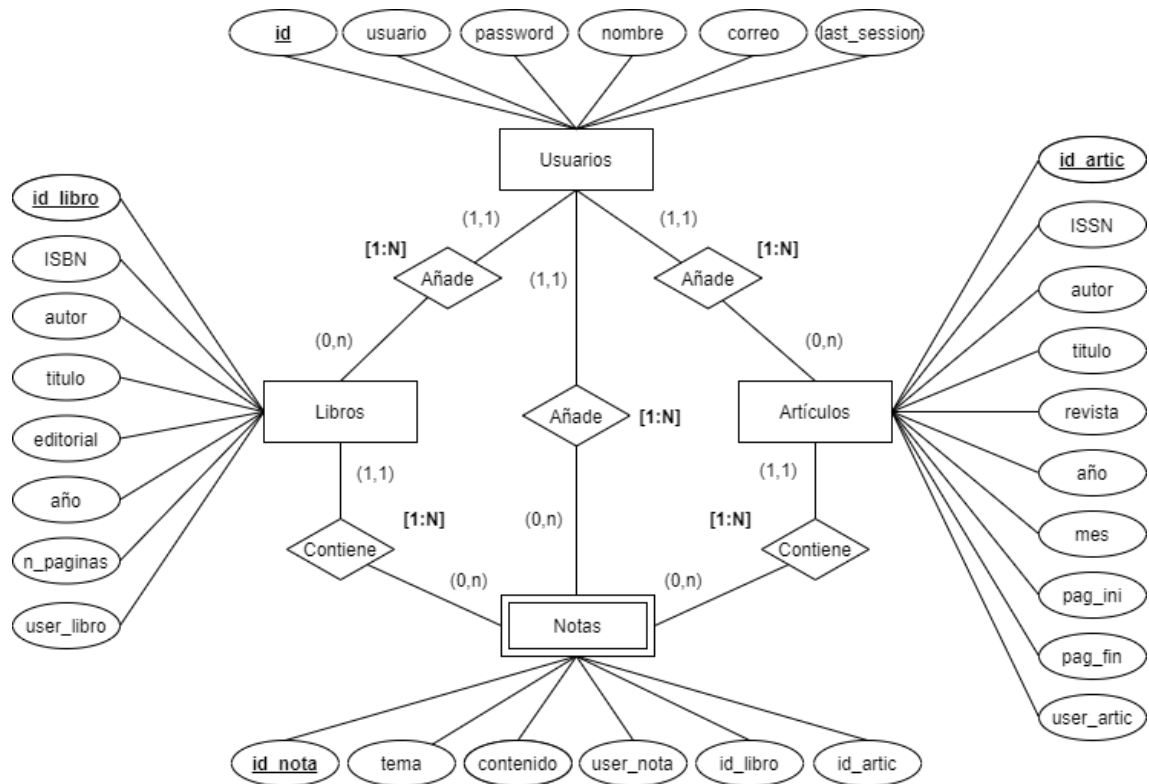 id
usuario
password
nombre
correo
last_session
Usuarios
id_artic
id_libro
(1,1)
(1,1)
ISSN
[1:N]
[1:N]
ISBN
Añade
(1,1)
Añade
autor
autor
(0,n)
(0,n)
titulo
titulo
Libros
Añade
[1:N]
Artículos
revista
editorial
(1,1)
(1,1)
año
año
[1:N]
(0,n)
[1:N]
mes
n_paginas
Contiene
Contiene
(0,n)
(0,n)
pag_ini
user_libro
Notas
pag_fin
user_artic
id_nota
tema
contenido
user_nota
id_libro
id_artic